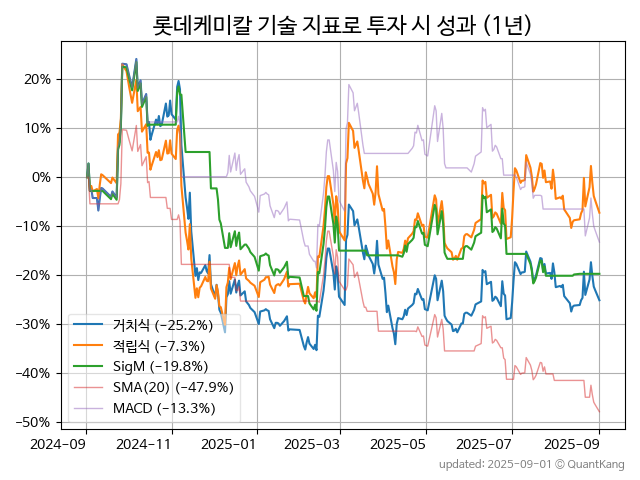 롯데케미칼 기술 지표로 투자 시 성과 (1년)
20%
10%
0%
−10%
−20%
−30%
−40%
−50%
거치식 (−25.2%)
적립식 (−7.3%)
SigM (−19.8%)
SMA(20) (−47.9%)
MACD (−13.3%)
2024-09
2024-11
2025-01
2025-03
2025-05
2025-07
2025-09
updated: 2025-09-01 © QuantKang